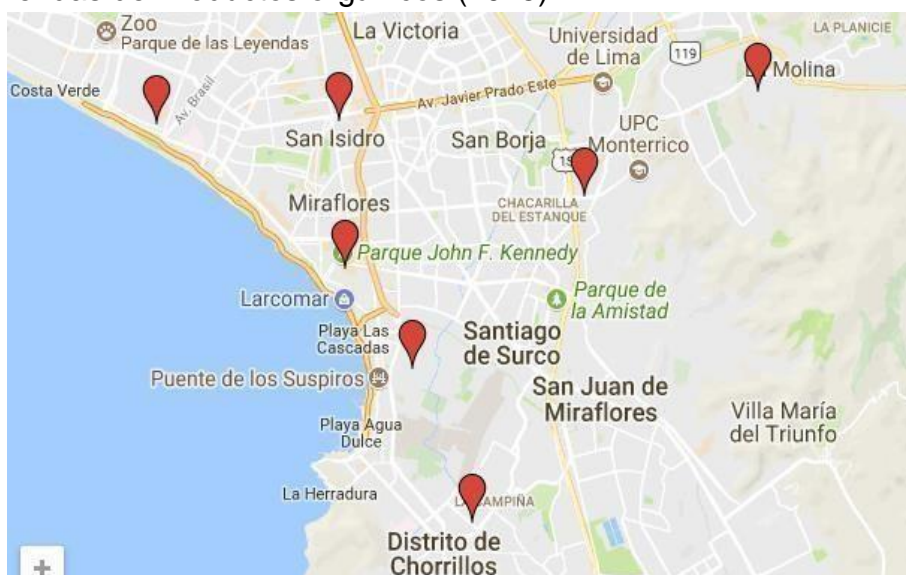 Zoo
Parque de las Leyendas
La Victoria
Universidad
de Lima
119
LA PLANICIE
La Molina
Costa Verde
Av. Brasil
Av. Javier Prado Este
San Isidro
San Borja
UPC
Monterrico
Miraflores
CHACARILLA
DEL ESTANQUE
Parque John F. Kennedy
Larcomar
Parque de
la Amistad
Playa Las
Cascadas
Santiago
de Surco
Puente de los Suspiros
San Juan de
Miraflores
Villa María
del Triunfo
Playa Agua
Dulce
La Herradura
LA CAMPIÑA
Distrito de
Chorrillos
+